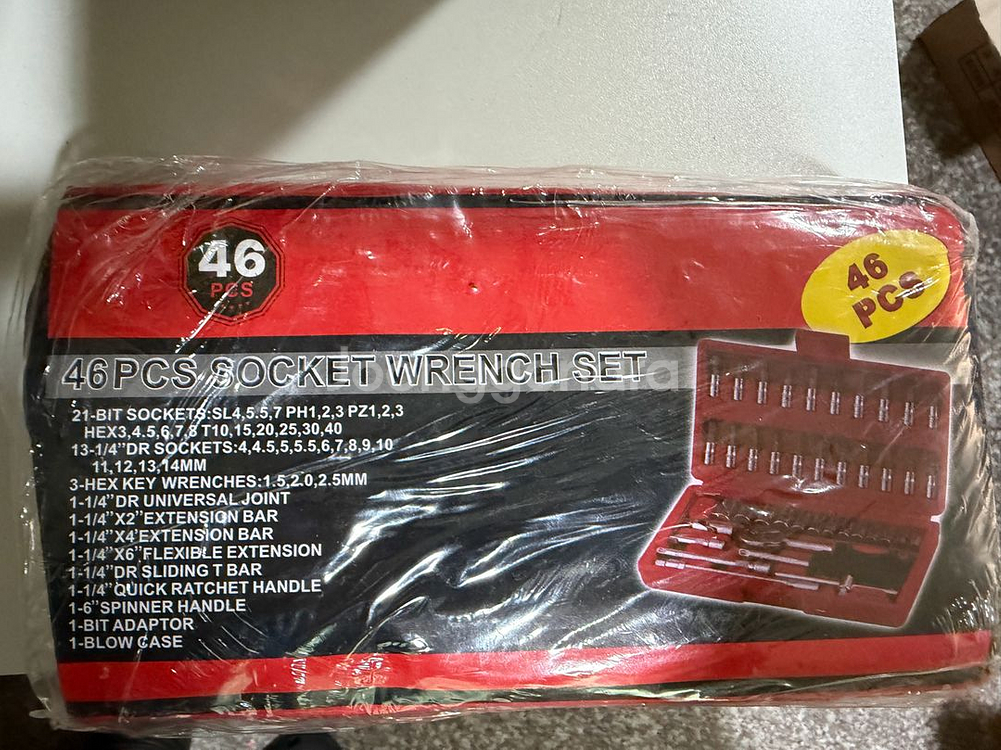 46
PCS
46
PCS
46PCS SOCKET WRENCH SET
21-BIT SOCKETS:SL4,5.5,7 PH1,2,3 PZ1,2,3
HEX3,4.5,6,7,8 T10,15,20,25,30,40
13-1/4"DR SOCKETS:4,4.5,5,5.5,6,7,8,9,10
11,12,13,14MM
3-HEX KEY WRENCHES:1.5,2.0,2.5MM
1-1/4"DR UNIVERSAL JOINT
1-1/4"X2"EXTENSION BAR
1-1/4"X4"EXTENSION BAR
1-1/4"X6"FLEXIBLE EXTENSION
1-1/4"DR SLIDING T BAR
1-1/4"QUICK RATCHET HANDLE
1-6"SPINNER HANDLE
1-BIT ADAPTOR
1-BLOW CASE